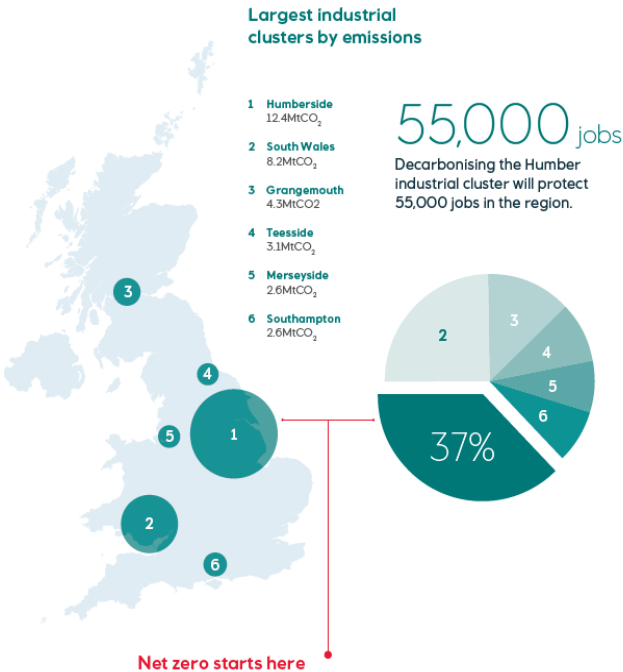 Largest industrial
clusters by emissions
1 Humberside
12.4MtCO₂
2 South Wales
8.2MtCO₂
3 Grangemouth
4.3MtCO2
4 Teesside
3.1MtCO₂
5 Merseyside
2.6MtCO₂
6 Southampton
2.6MtCO₂
55,000 jobs
Decarbonising the Humber
industrial cluster will protect
55,000 jobs in the region.
3
4
5
1
2
6
2
3
4
5
6
37%
Net zero starts here